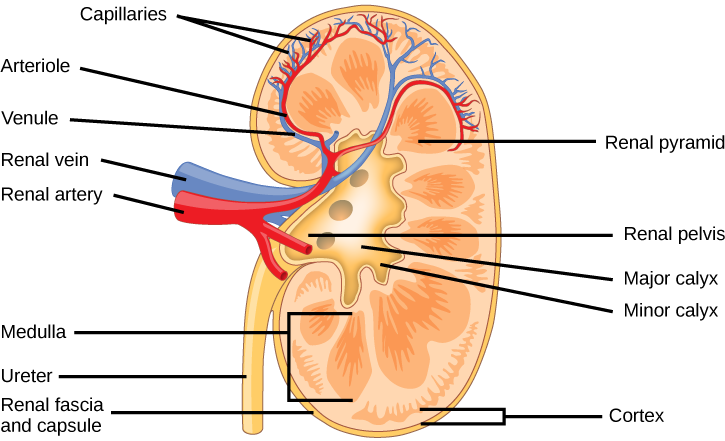 Capillaries
Arteriole
Venule
Renal vein
Renal artery
Medulla
Ureter
Renal fascia
and capsule
Renal pyramid
Renal pelvis
Major calyx
Minor calyx
Cortex